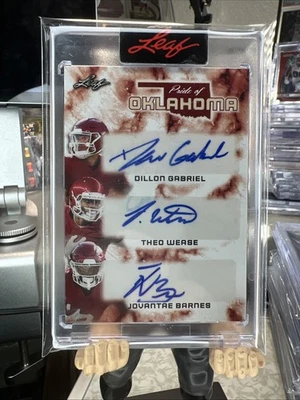 Leaf
Leaf
Pride of
OKLAHOMA
DILLON GABRIEL
THEO WEASE
JOVANTAE BARNES